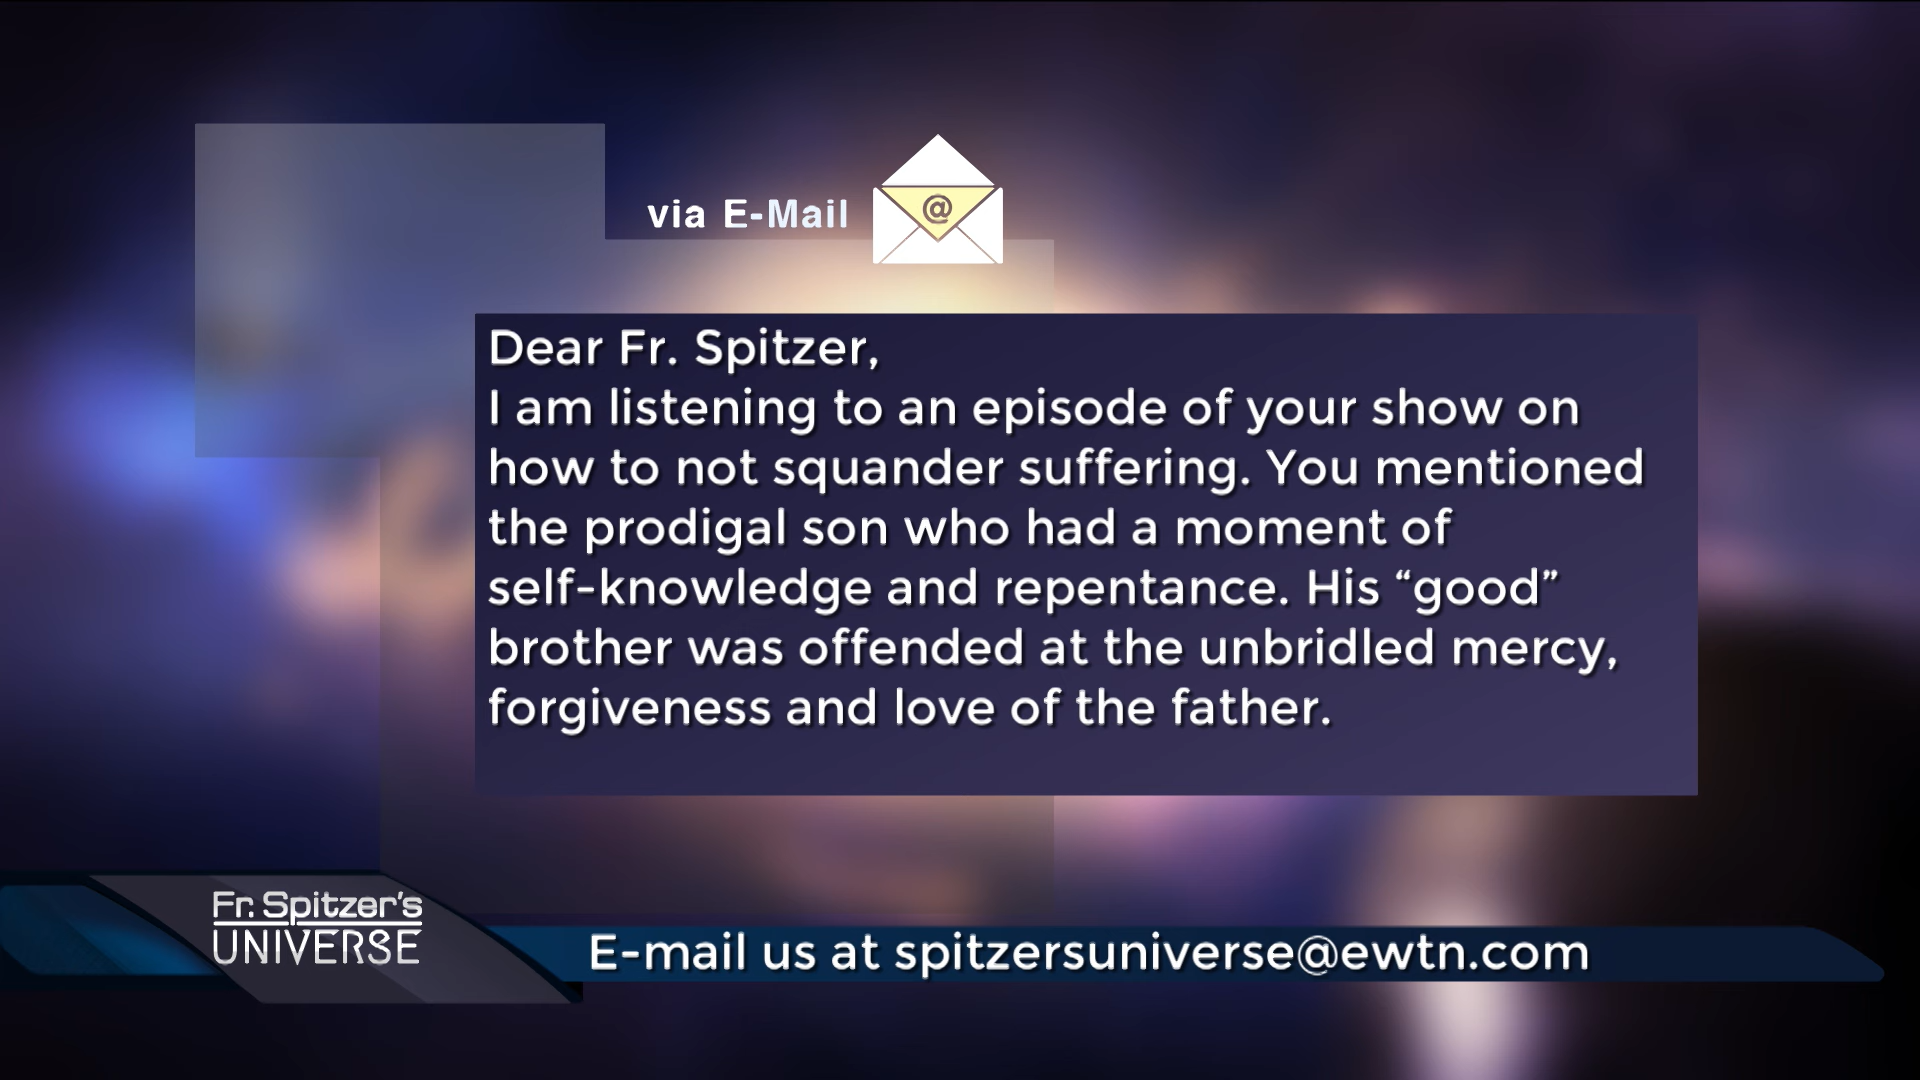 via E-Mail
@
Dear Fr. Spitzer,
I am listening to an episode of your show on
how to not squander suffering. You mentioned
the prodigal son who had a moment of
self-knowledge and repentance. His “good”
brother was offended at the unbridled mercy,
forgiveness and love of the father.
Fr. Spitzer's
UNIVERSE
E-mail us at spitzersuniverse@ewtn.com